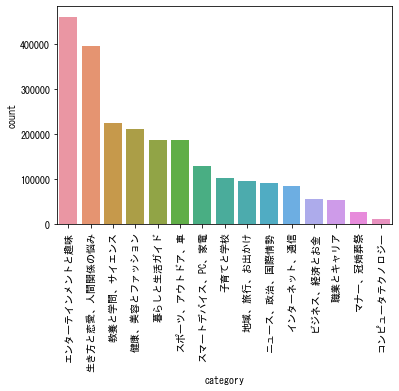 400000
300000
200000
100000
0
count
エンターテインメントと趣味
生き方と恋愛、人間関係の悩み
教養と学問、サイエンス
健康、美容とファッション
暮らしと生活ガイド
スポーツ、アウトドア、車
スマートデバイス、PC、家電
子育てと学校
地域、旅行、お出かけ
ニュース、政治、国際情勢
インターネット、通信
ビジネス、経済とお金
職業とキャリア
マナー、冠婚葬祭
コンピュータテクノロジー
category